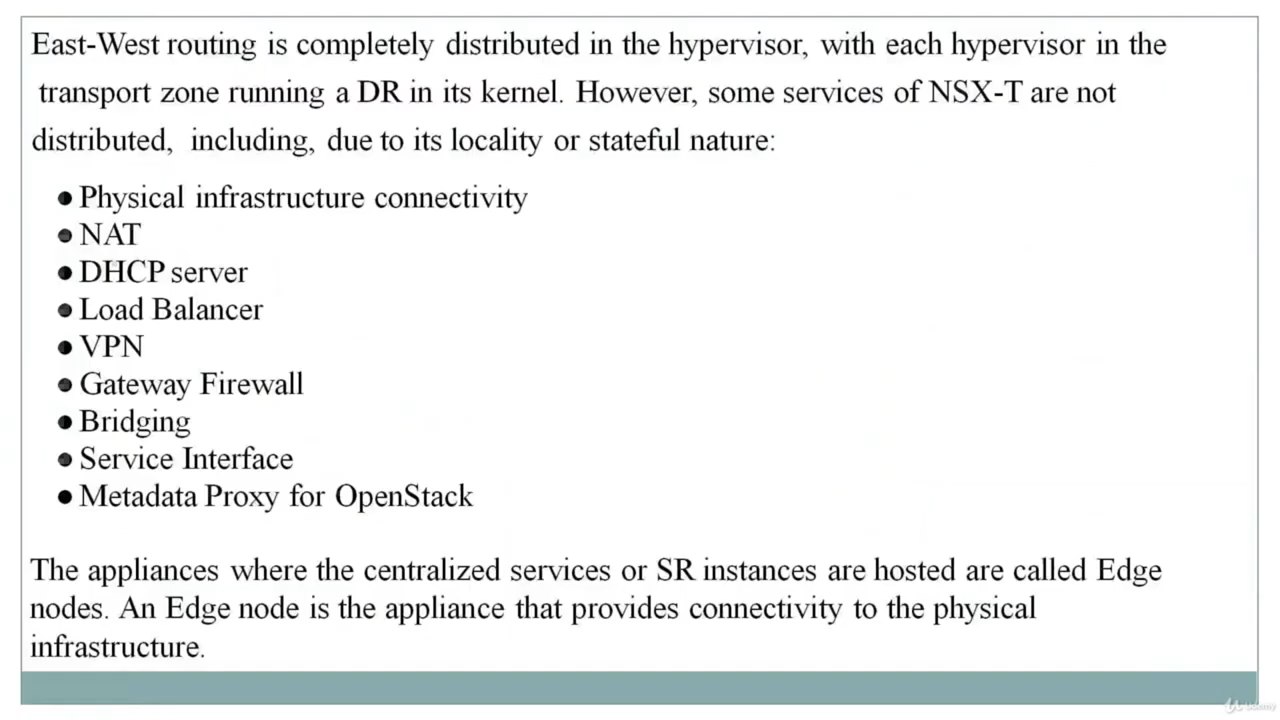 East-West routing is completely distributed in the hypervisor, with each hypervisor in the
transport zone running a DR in its kernel. However, some services of NSX-T are not
distributed, including, due to its locality or stateful nature:
● Physical infrastructure connectivity
● NAT
● DHCP server
● Load Balancer
● VPN
● Gateway Firewall
● Bridging
● Service Interface
● Metadata Proxy for OpenStack
The appliances where the centralized services or SR instances are hosted are called Edge
nodes. An Edge node is the appliance that provides connectivity to the physical
infrastructure.
Udemy